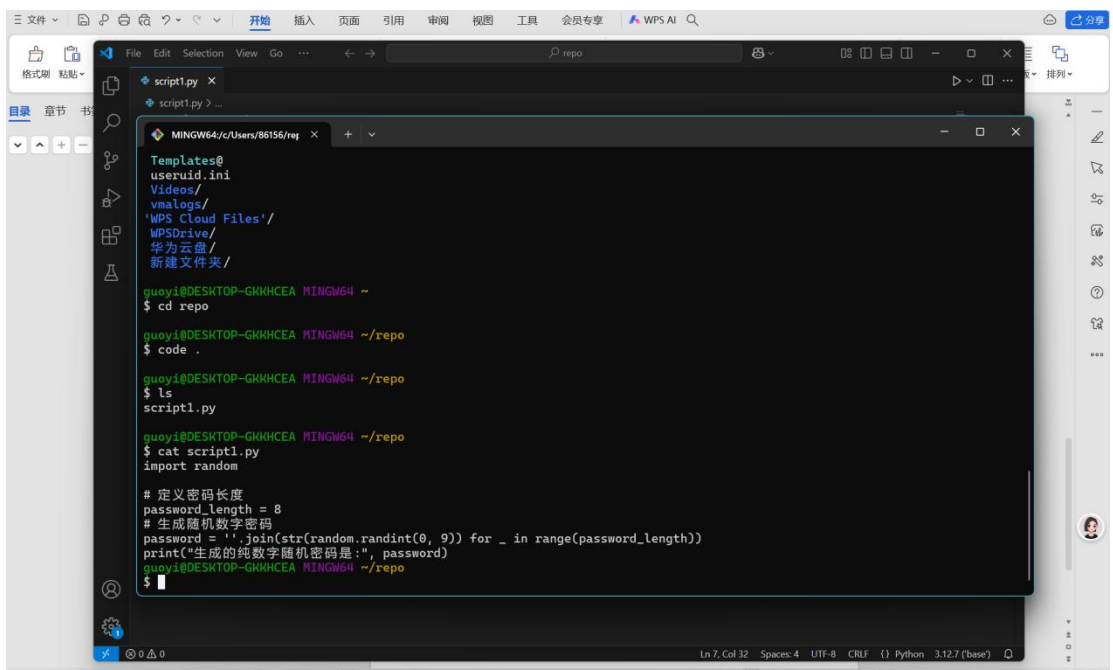 三 文件
开始 插入 页面 引用 审阅 视图 工具 会员专享 WPS AI
分享
格式刷 粘贴
排列
目录 章节
File Edit Selection View Go ···
repo
script1.py ×
script1.py > ...
MINGW64:/c/Users/86156/rep × +
Templates@
useruid.ini
Videos/
vmalogs/
'WPS Cloud Files'/
WPSDrive/
华为云盘/
新建文件夹/
guoyi@DESKTOP-GKKHCEA MINGW64 ~
$ cd repo
guoyi@DESKTOP-GKKHCEA MINGW64 ~/repo
$ code .
guoyi@DESKTOP-GKKHCEA MINGW64 ~/repo
$ ls
script1.py
guoyi@DESKTOP-GKKHCEA MINGW64 ~/repo
$ cat script1.py
import random
# 定义密码长度
password_length = 8
# 生成随机数字密码
password = ''.join(str(random.randint(0, 9)) for _ in range(password_length))
print("生成的纯数字随机密码是:", password)
guoyi@DESKTOP-GKKHCEA MINGW64 ~/repo
$
0 0
Ln 7, Col 32 Spaces: 4 UTF-8 CRLF {} Python 3.12.7 ('base')